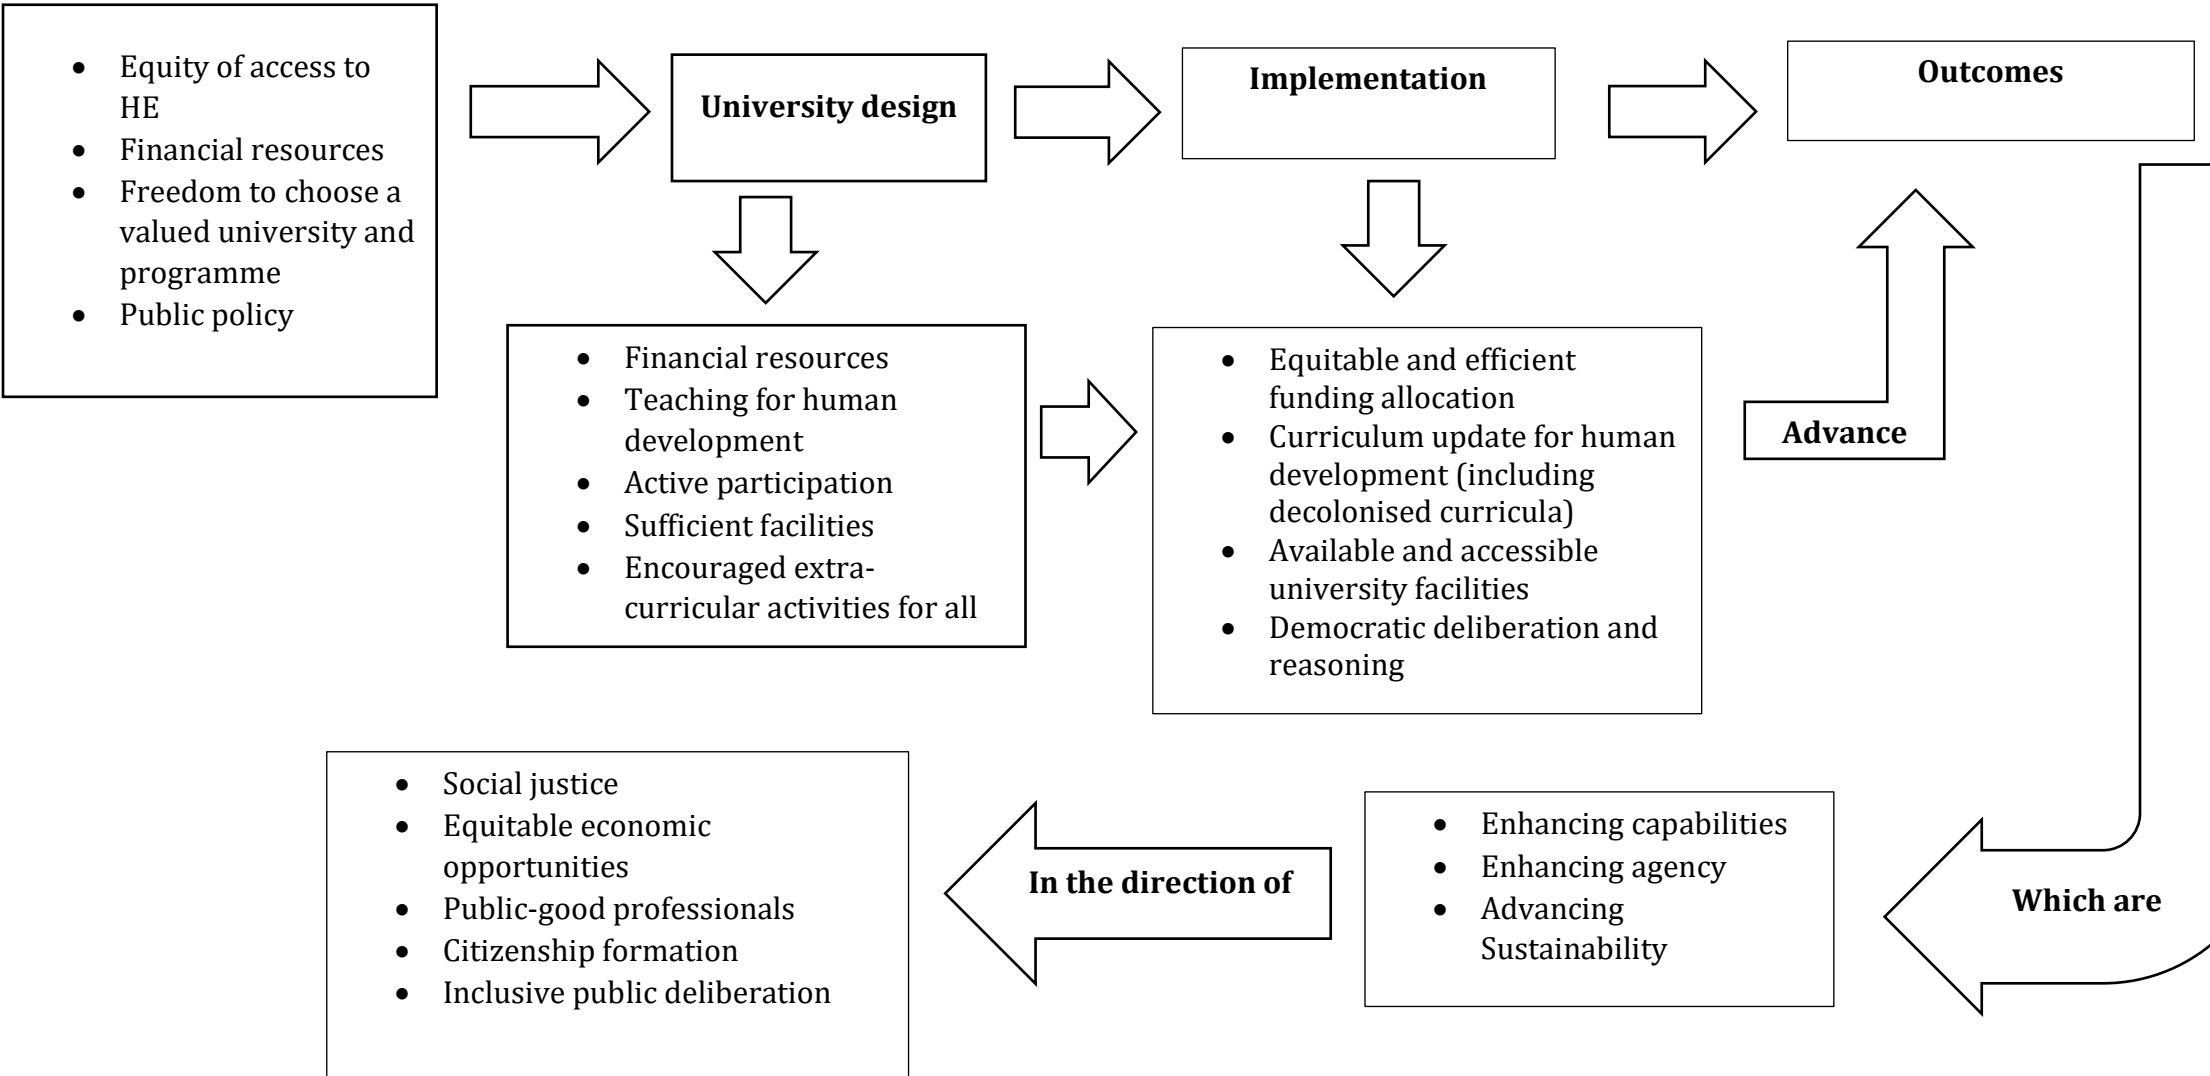 • Equity of access to
HE
• Financial resources
• Freedom to choose a
valued university and
programme
• Public policy
University design
Implementation
Outcomes
• Financial resources
• Teaching for human
development
• Active participation
• Sufficient facilities
• Encouraged extra-
curricular activities for all
• Equitable and efficient
funding allocation
• Curriculum update for human
development (including
decolonised curricula)
• Available and accessible
university facilities
• Democratic deliberation and
reasoning
Advance
Which are
• Enhancing capabilities
• Enhancing agency
• Advancing
Sustainability
In the direction of
• Social justice
• Equitable economic
opportunities
• Public-good professionals
• Citizenship formation
• Inclusive public deliberation